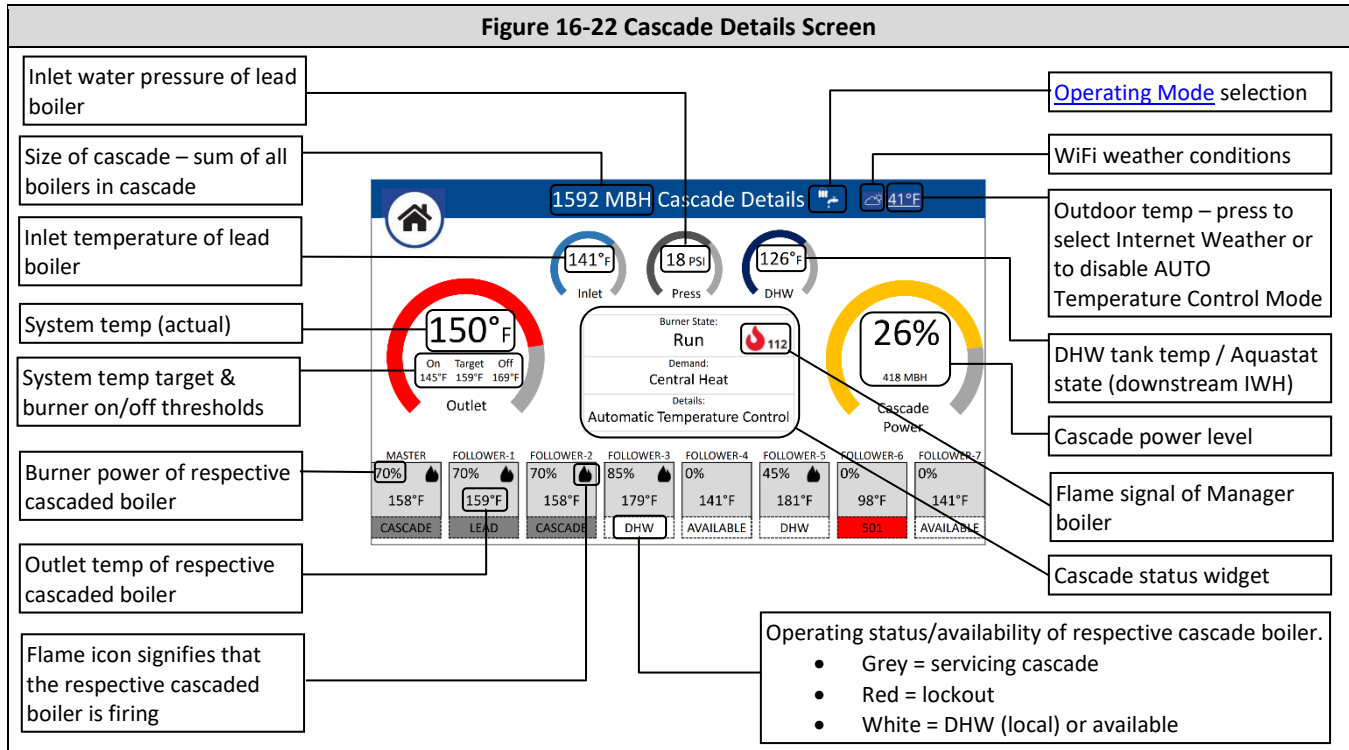 Figure 16-22 Cascade Details Screen
Inlet water pressure of lead
boiler
Size of cascade – sum of all
boilers in cascade
Inlet temperature of lead
boiler
System temp (actual)
System temp target &
burner on/off thresholds
Burner power of respective
cascaded boiler
Outlet temp of respective
cascaded boiler
Flame icon signifies that
the respective cascaded
boiler is firing
1592 MBH Cascade Details
41°F
141°F
Inlet
18 PSI
Press
126°F
DHW
150°F
On Target Off
145°F 159°F 169°F
Outlet
Burner State:
Run
112
Demand:
Central Heat
Details:
Automatic Temperature Control
26%
418 MBH
Cascade
Power
MASTER FOLLOWER-1 FOLLOWER-2 FOLLOWER-3 FOLLOWER-4 FOLLOWER-5 FOLLOWER-6 FOLLOWER-7
70% 70% 70% 85% 0% 45% 0% 0%
158°F 159°F 158°F 179°F 141°F 181°F 98°F 141°F
CASCADE LEAD CASCADE DHW AVAILABLE DHW 501 AVAILABLE
Operating Mode selection
WiFi weather conditions
Outdoor temp – press to
select Internet Weather or
to disable AUTO
Temperature Control Mode
DHW tank temp / Aquastat
state (downstream IWH)
Cascade power level
Flame signal of Manager
boiler
Cascade status widget
Operating status/availability of respective cascade boiler.
• Grey = servicing cascade
• Red = lockout
• White = DHW (local) or available